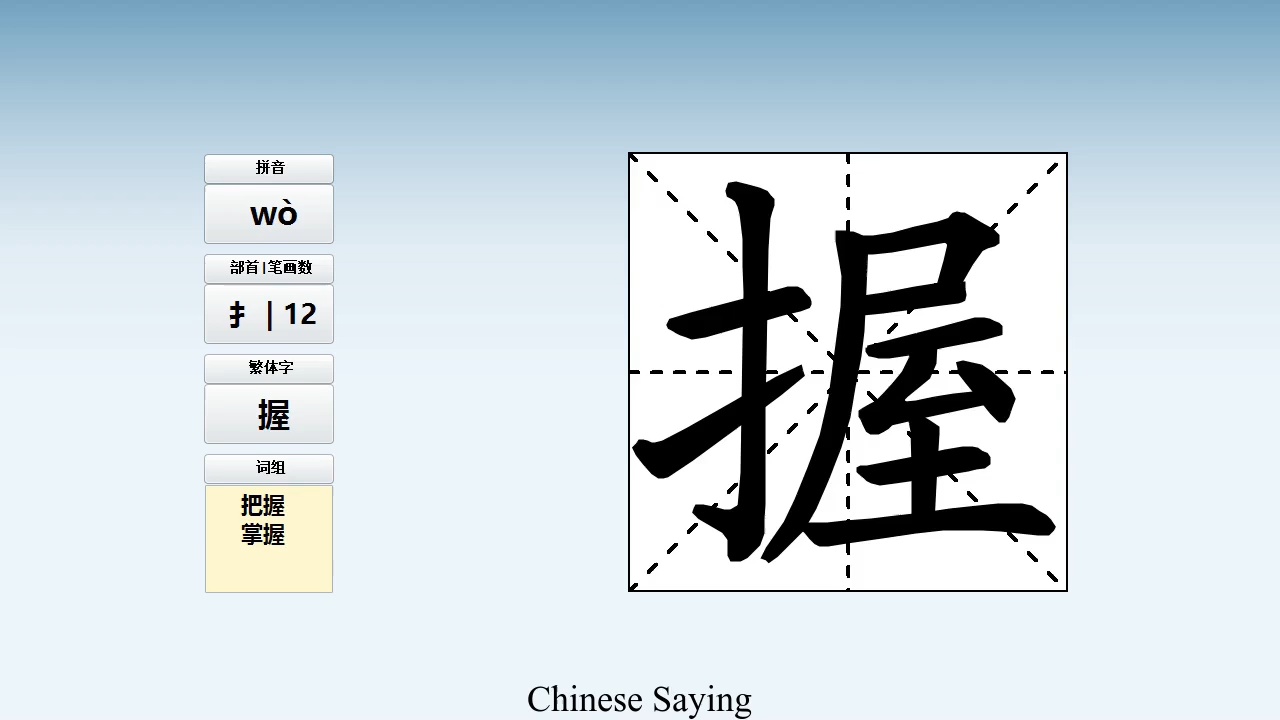 拼音
wò
部首|笔画数
扌 | 12
繁体字
握
词组
把握
掌握
握
Chinese Saying